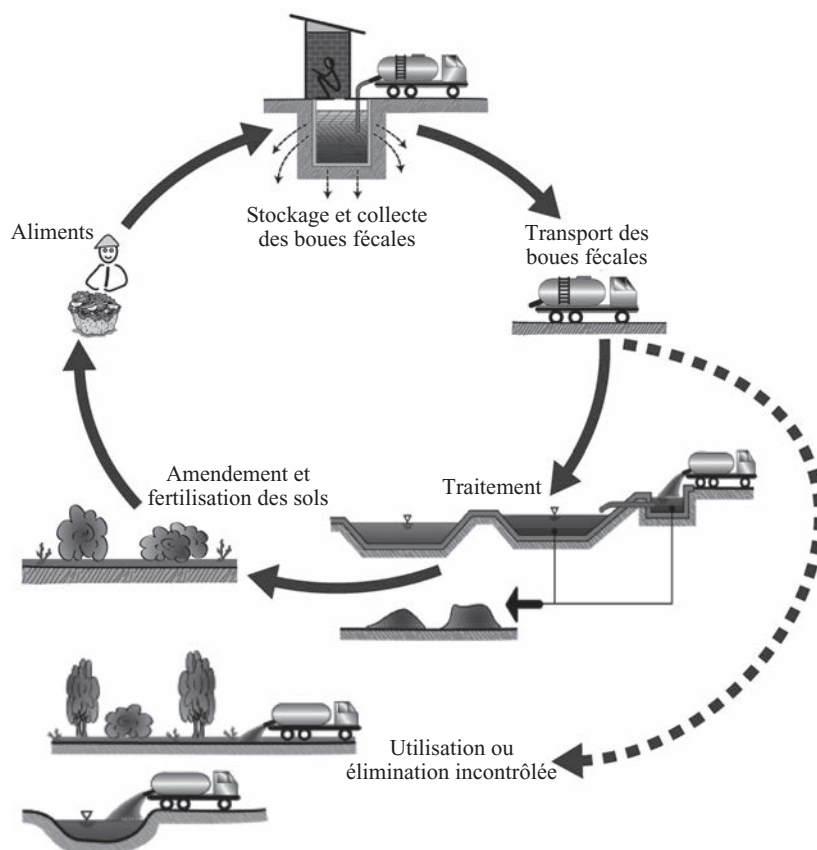 Stockage et collecte
des boues fécales
Transport des
boues fécales
Aliments
Amendement et
fertilisation des sols
Traitement
Utilisation ou
élimination incontrôlée